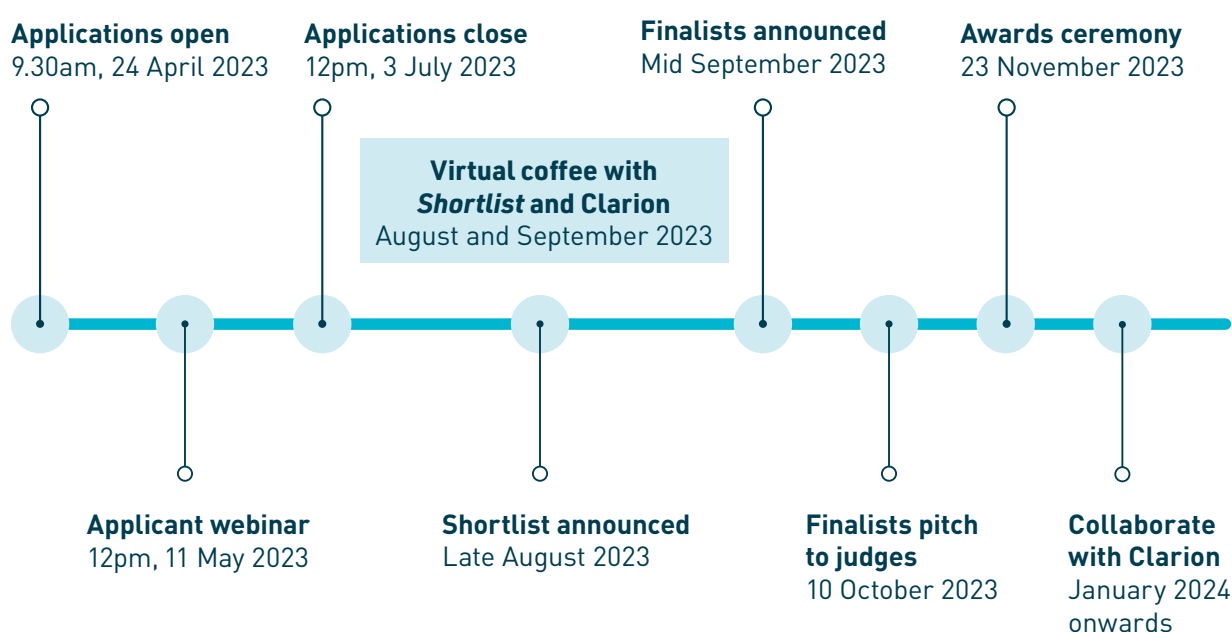 Applications open
9.30am, 24 April 2023
Applications close
12pm, 3 July 2023
Finalists announced
Mid September 2023
Awards ceremony
23 November 2023
Virtual coffee with
Shortlist and Clarion
August and September 2023
Applicant webinar
12pm, 11 May 2023
Shortlist announced
Late August 2023
Finalists pitch
to judges
10 October 2023
Collaborate
with Clarion
January 2024
onwards